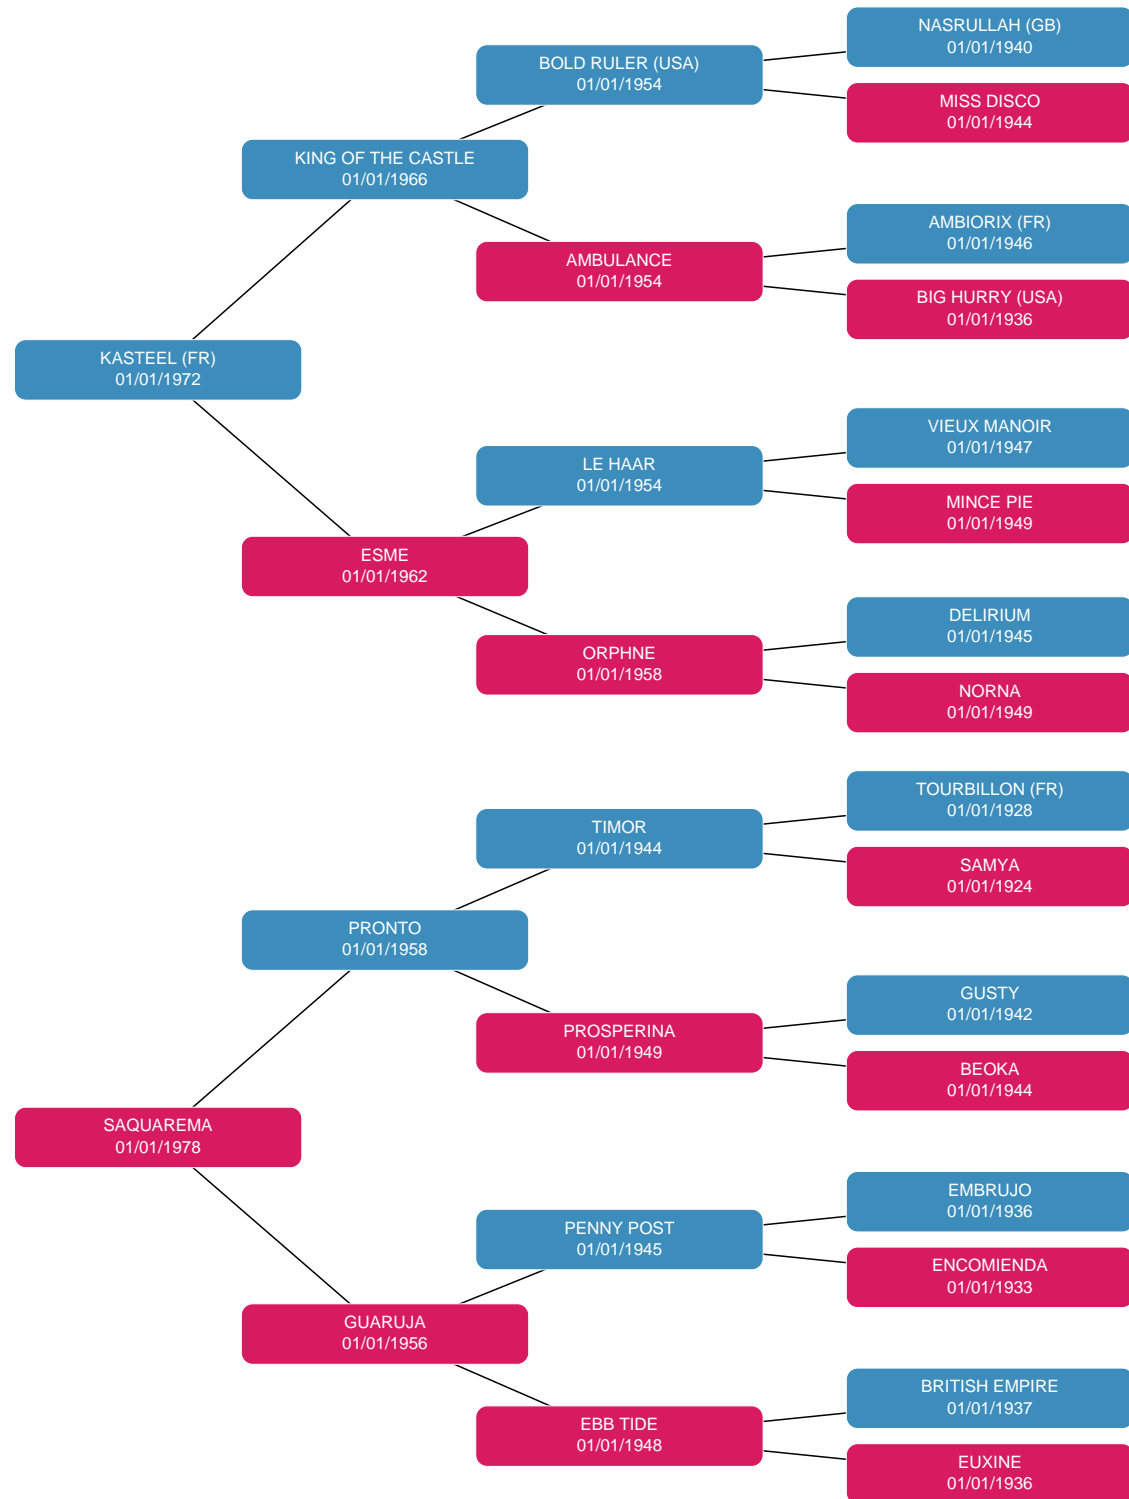 NASRULLAH (GB)
01/01/1940
BOLD RULER (USA)
01/01/1954
MISS DISCO
01/01/1944
KING OF THE CASTLE
01/01/1966
AMBIORIX (FR)
01/01/1946
AMBULANCE
01/01/1954
BIG HURRY (USA)
01/01/1936
KASTEEL (FR)
01/01/1972
VIEUX MANOIR
01/01/1947
LE HAAR
01/01/1954
MINCE PIE
01/01/1949
ESME
01/01/1962
DELIRIUM
01/01/1945
ORPHNE
01/01/1958
NORNA
01/01/1949
TOURBILLON (FR)
01/01/1928
TIMOR
01/01/1944
SAMYA
01/01/1924
PRONTO
01/01/1958
GUSTY
01/01/1942
PROSPERINA
01/01/1949
BEOKA
01/01/1944
SAQUAREMA
01/01/1978
EMBRUJO
01/01/1936
PENNY POST
01/01/1945
ENCOMIENDA
01/01/1933
GUARUJA
01/01/1956
BRITISH EMPIRE
01/01/1937
EBB TIDE
01/01/1948
EUXINE
01/01/1936